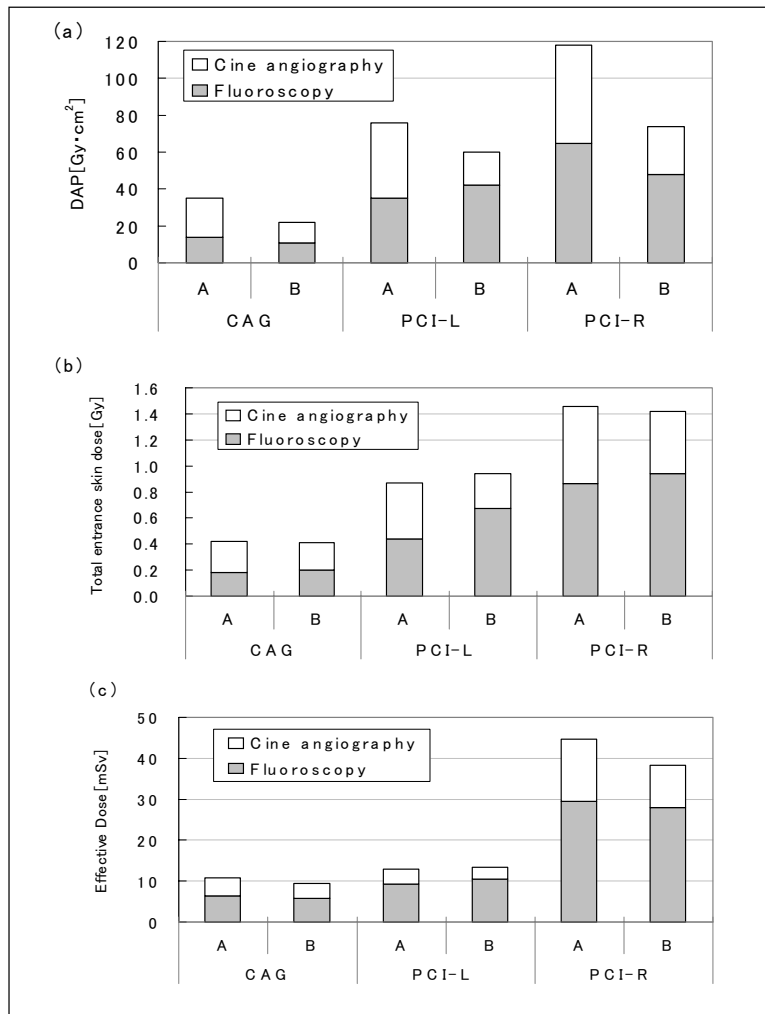 (a)
120
100
80
60
40
20
0
DAP[Gy・cm²]
Cine angiography
Fluoroscopy
A B A B A B
CAG PCI-L PCI-R
(b)
1.6
1.4
1.2
1.0
0.8
0.6
0.4
0.2
0.0
Total entrance skin dose[Gy]
Cine angiography
Fluoroscopy
A B A B A B
CAG PCI-L PCI-R
(c)
50
40
30
20
10
0
Effective Dose[mSv]
Cine angiography
Fluoroscopy
A B A B A B
CAG PCI-L PCI-R